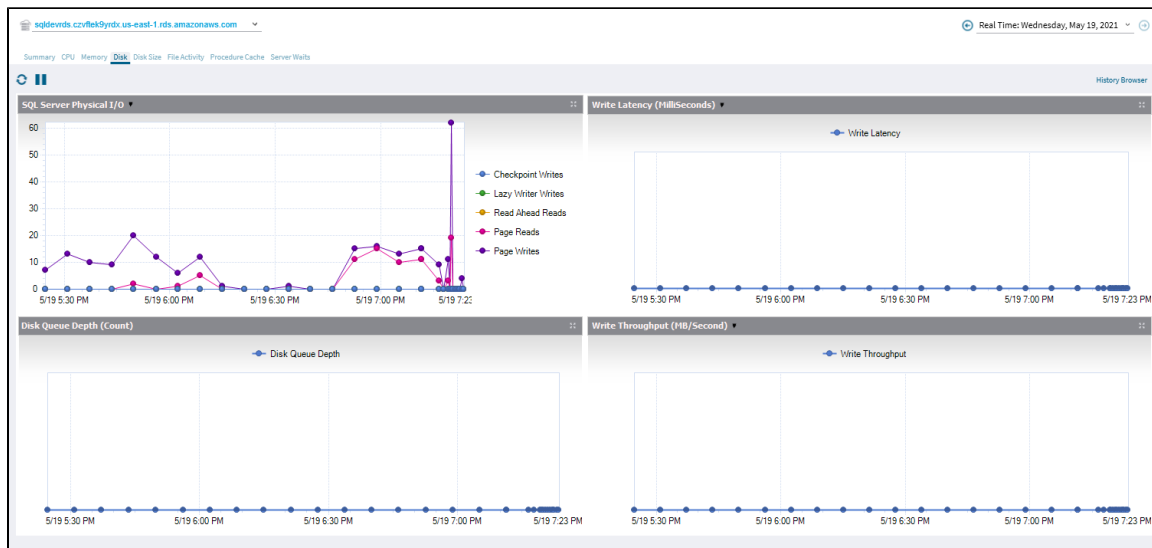 sqldevrds.czvflek9yrdx.us-east-1.rds.amazonaws.com
Real Time: Wednesday, May 19, 2021
Summary CPU Memory Disk Disk Size File Activity Procedure Cache Server Waits
History Browser
SQL Server Physical I/O
60
50
40
30
20
10
0
5/19 5:30 PM 5/19 6:00 PM 5/19 6:30 PM 5/19 7:00 PM 5/19 7:23
Checkpoint Writes
Lazy Writer Writes
Read Ahead Reads
Page Reads
Page Writes
Write Latency (MilliSeconds)
Write Latency
5/19 5:30 PM 5/19 6:00 PM 5/19 6:30 PM 5/19 7:00 PM 5/19 7:23 PM
Disk Queue Depth (Count)
Disk Queue Depth
5/19 5:30 PM 5/19 6:00 PM 5/19 6:30 PM 5/19 7:00 PM 5/19 7:23 PM
Write Throughput (MB/Second)
Write Throughput
5/19 5:30 PM 5/19 6:00 PM 5/19 6:30 PM 5/19 7:00 PM 5/19 7:23 PM